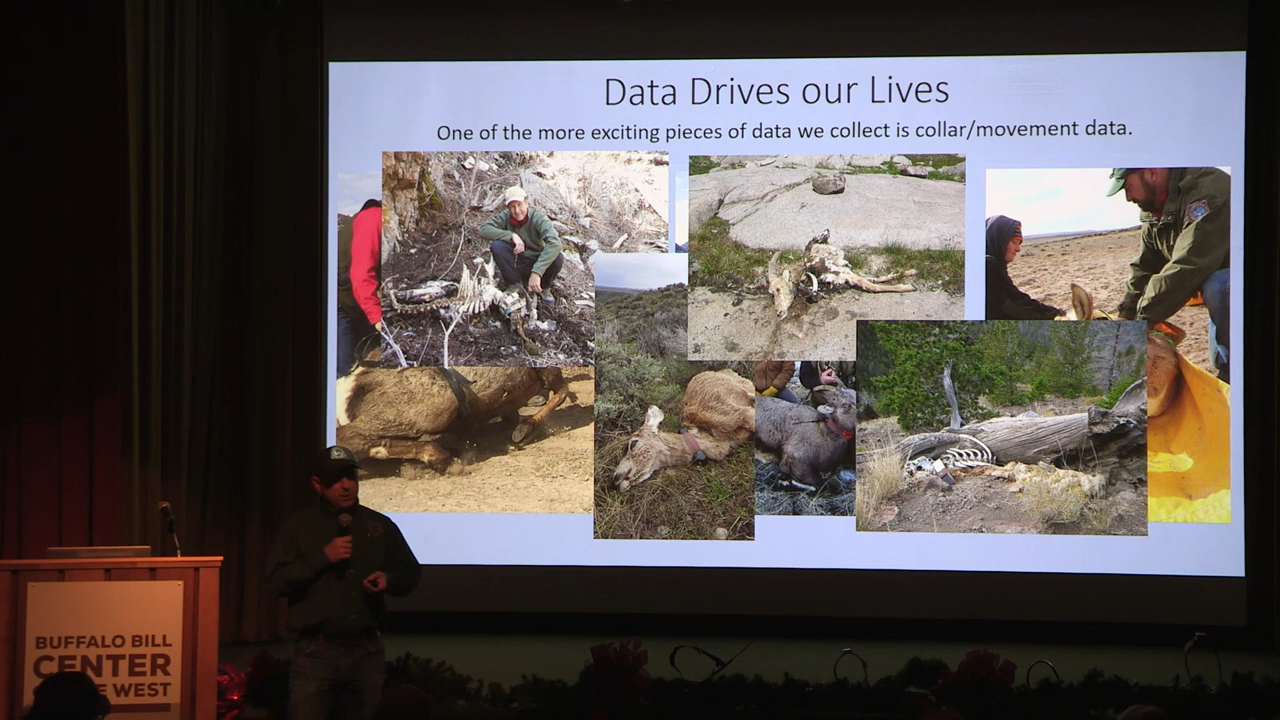 Data Drives our Lives
One of the more exciting pieces of data we collect is collar/movement data.
BUFFALO BILL
CENTER
WEST